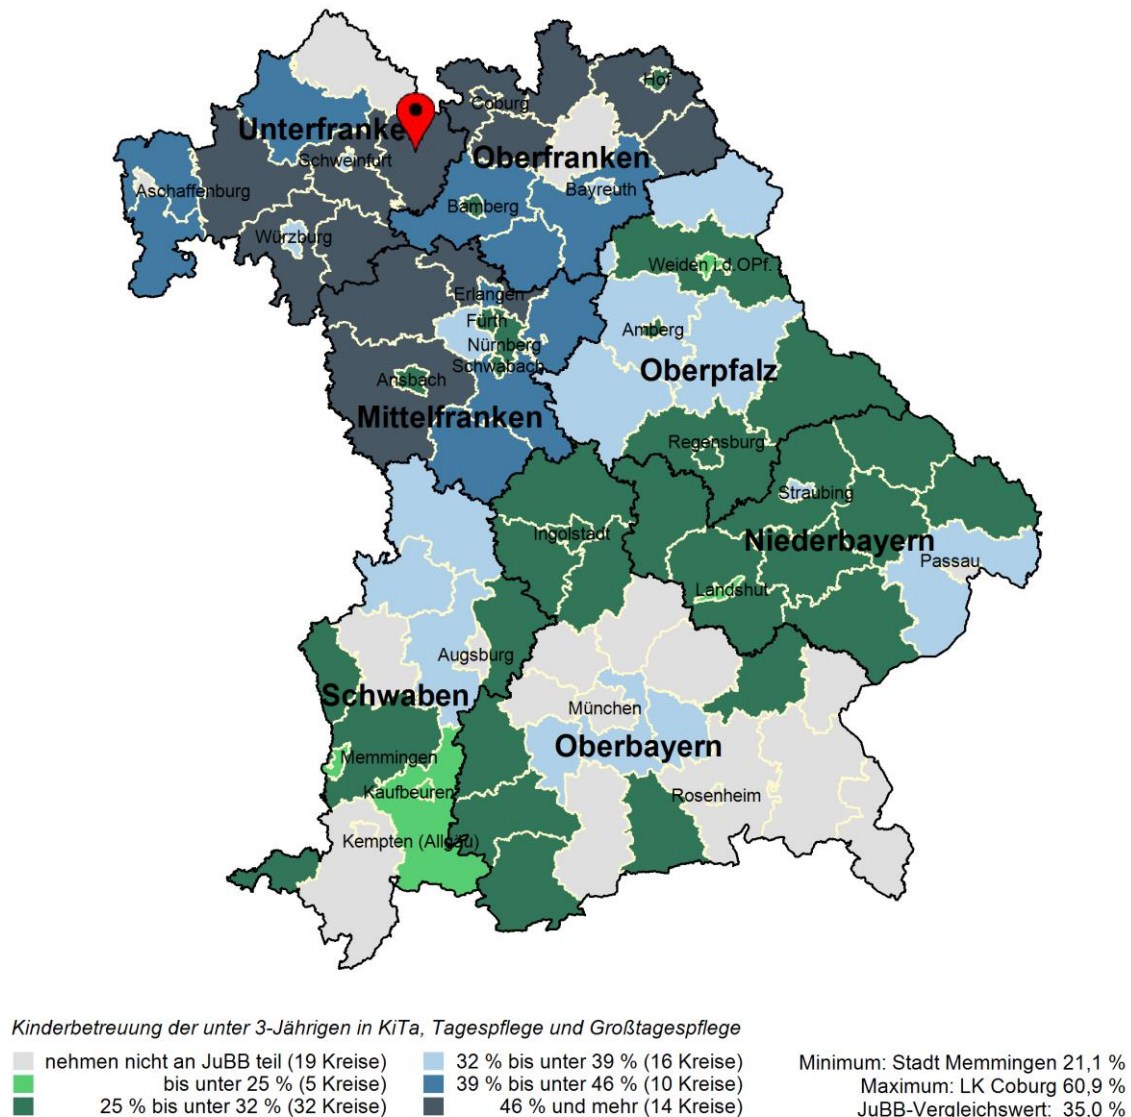 Hof
Coburg
Unterfranke
Schweinfurt
Oberfranken
Aschaffenburg
Bayreuth
Bamberg
Würzburg
Weiden i.d.OPf.
Erlangen
Fürth
Amberg
Nürnberg
Schwabach
Oberpfalz
Ansbach
Mittelfranken
Regensburg
Straubing
Ingolstadt
Niederbayern
Passau
Landshut
Augsburg
Schwaben
München
Oberbayern
Memmingen
Kaufbeuren
Rosenheim
Kempten (Allgäu)
Kinderbetreuung der unter 3-Jährigen in KiTa, Tagespflege und Großtagespflege
nehmen nicht an JuBB teil (19 Kreise)
bis unter 25 % (5 Kreise)
25 % bis unter 32 % (32 Kreise)
32 % bis unter 39 % (16 Kreise)
39 % bis unter 46 % (10 Kreise)
46 % und mehr (14 Kreise)
Minimum: Stadt Memmingen 21,1 %
Maximum: LK Coburg 60,9 %
JuBB-Vergleichswert: 35,0 %